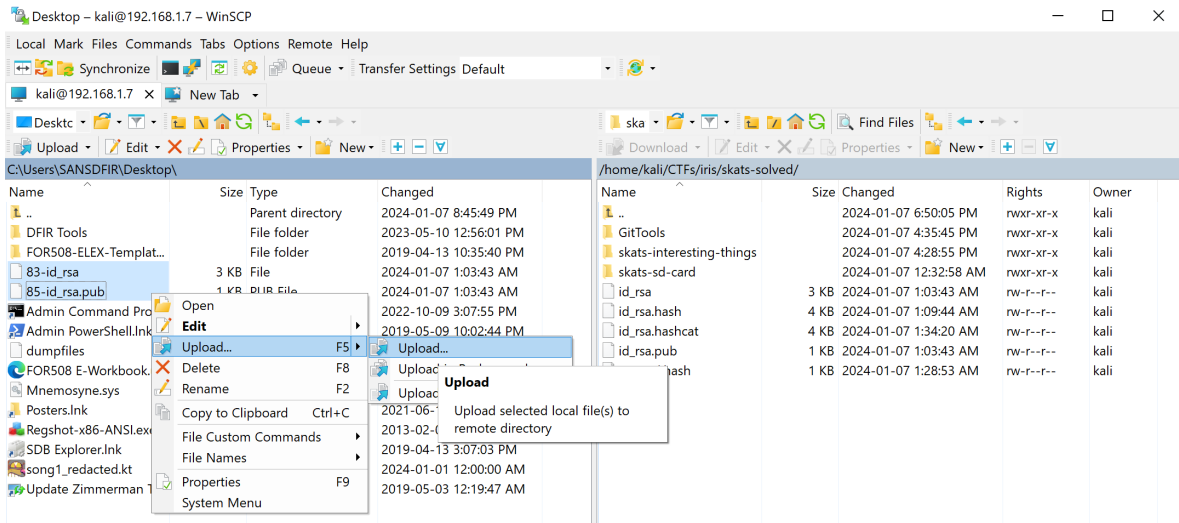 Desktop – kali@192.168.1.7 – WinSCP
Local Mark Files Commands Tabs Options Remote Help
Synchronize Queue Transfer Settings Default
kali@192.168.1.7 New Tab
Desktc
Upload Edit Properties New
C:\Users\SANSDFIR\Desktop\
Name Size Type Changed
.. Parent directory 2024-01-07 8:45:49 PM
DFIR Tools File folder 2023-05-10 12:56:01 PM
FOR508-ELEX-Templat... File folder 2019-04-13 10:35:40 PM
83-id_rsa 3 KB File 2024-01-07 1:03:43 AM
85-id_rsa.pub 1 KB PUB File 2024-01-07 1:03:43 AM
Admin Command Pro 2022-10-09 3:07:55 PM
Admin PowerShell.lnk 2019-05-09 10:02:44 PM
dumpfiles
FOR508 E-Workbook.
Mnemosyne.sys
Posters.lnk 2021-06-
Regshot-x86-ANSI.exe 2013-02-
SDB Explorer.lnk 2019-04-13 3:07:03 PM
song1_redacted.kt 2024-01-01 12:00:00 AM
Update Zimmerman T 2019-05-03 12:19:47 AM
Open
Edit
Upload... F5
Delete F8
Rename F2
Copy to Clipboard Ctrl+C
File Custom Commands
File Names
Properties F9
System Menu
Upload...
Upload
Upload
Upload
Upload selected local file(s) to
remote directory
ska Find Files
Download Edit Properties New
/home/kali/CTFs/iris/skats-solved/
Name Size Changed Rights Owner
.. 2024-01-07 6:50:05 PM rwxr-xr-x kali
GitTools 2024-01-07 4:35:45 PM rwxr-xr-x kali
skats-interesting-things 2024-01-07 4:28:55 PM rwxr-xr-x kali
skats-sd-card 2024-01-07 12:32:58 AM rwxr-xr-x kali
id_rsa 3 KB 2024-01-07 1:03:43 AM rw-r--r-- kali
id_rsa.hash 4 KB 2024-01-07 1:09:44 AM rw-r--r-- kali
id_rsa.hashcat 4 KB 2024-01-07 1:34:20 AM rw-r--r-- kali
id_rsa.pub 1 KB 2024-01-07 1:03:43 AM rw-r--r-- kali
hash 1 KB 2024-01-07 1:28:53 AM rw-r--r-- kali